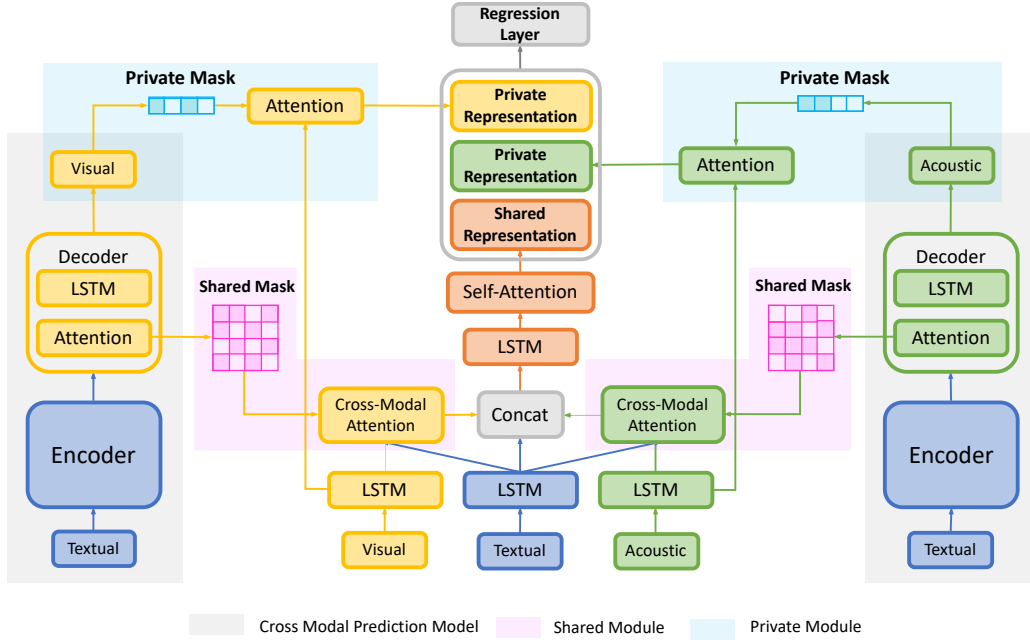 Regression
Layer
Private Mask
Private Mask
Attention
Private
Representation
Visual
Private
Representation
Attention
Acoustic
Shared
Representation
Decoder
LSTM
Attention
Shared Mask
Self-Attention
Shared Mask
Decoder
LSTM
Attention
LSTM
Encoder
Cross-Modal
Attention
Concat
Cross-Modal
Attention
Encoder
LSTM
LSTM
LSTM
Textual
Visual
Textual
Acoustic
Textual
Cross Modal Prediction Model
Shared Module
Private Module